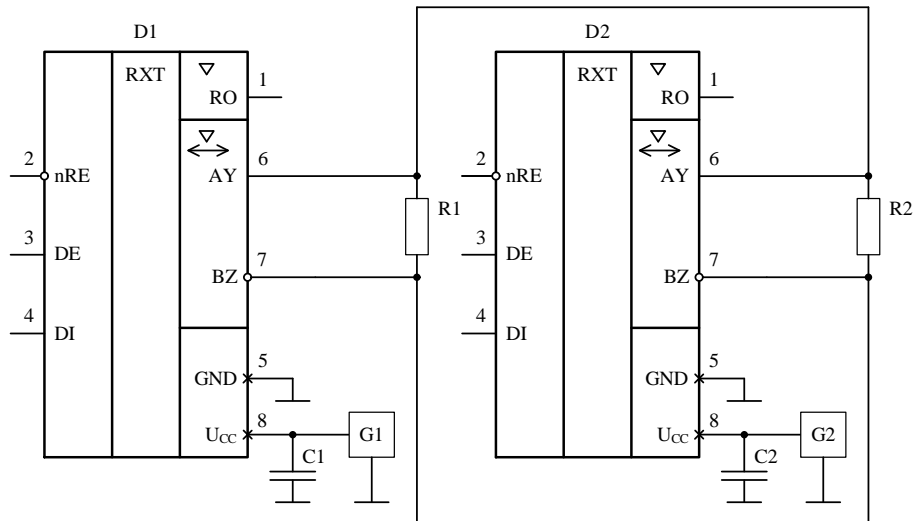 D1
RXT
RO
1
2
nRE
AY
6
R1
3
DE
BZ
7
4
DI
GND
5
UCC
8
G1
C1
D2
RXT
RO
1
2
nRE
AY
6
R2
3
DE
BZ
7
4
DI
GND
5
UCC
8
G2
C2